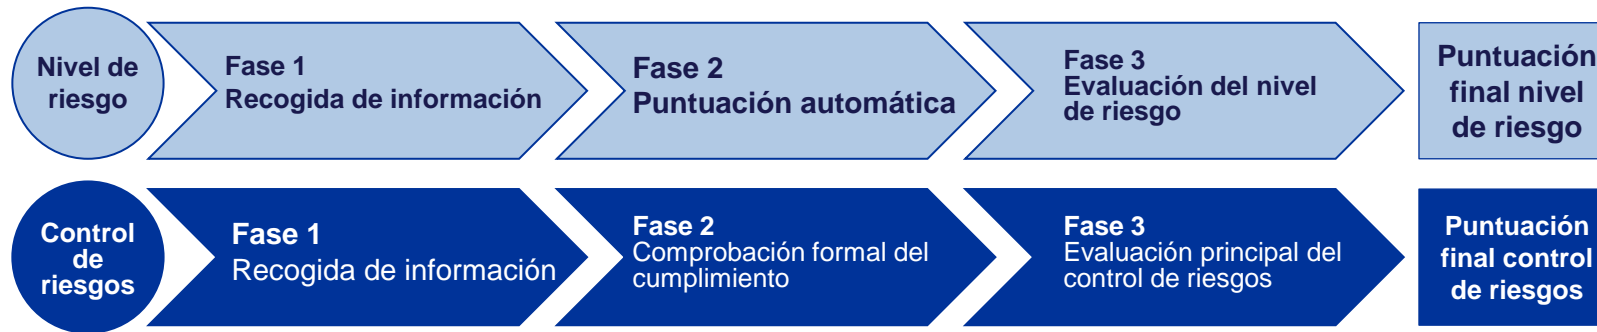 Nivel de
riesgo
Fase 1
Recogida de información
Fase 2
Puntuación automática
Fase 3
Evaluación del nivel
de riesgo
Puntuación
final nivel
de riesgo
Control
de
riesgos
Fase 1
Recogida de información
Fase 2
Comprobación formal del
cumplimiento
Fase 3
Evaluación principal del
control de riesgos
Puntuación
final control
de riesgos